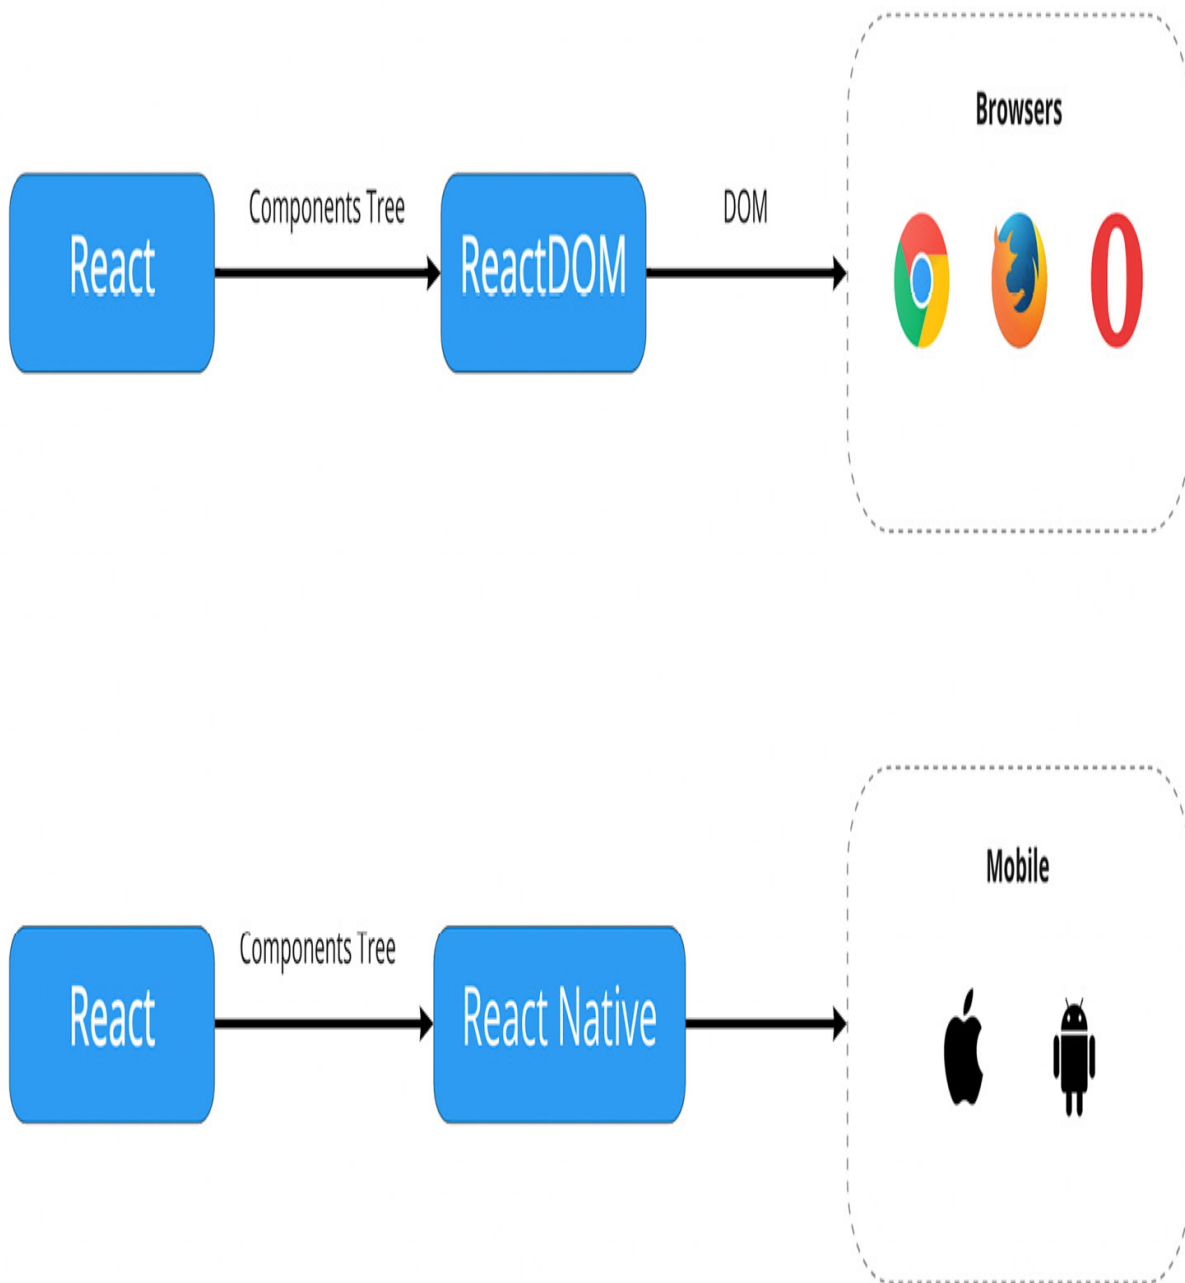 Browsers
Components Tree
DOM
React
ReactDOM
Mobile
Components Tree
React
React Native